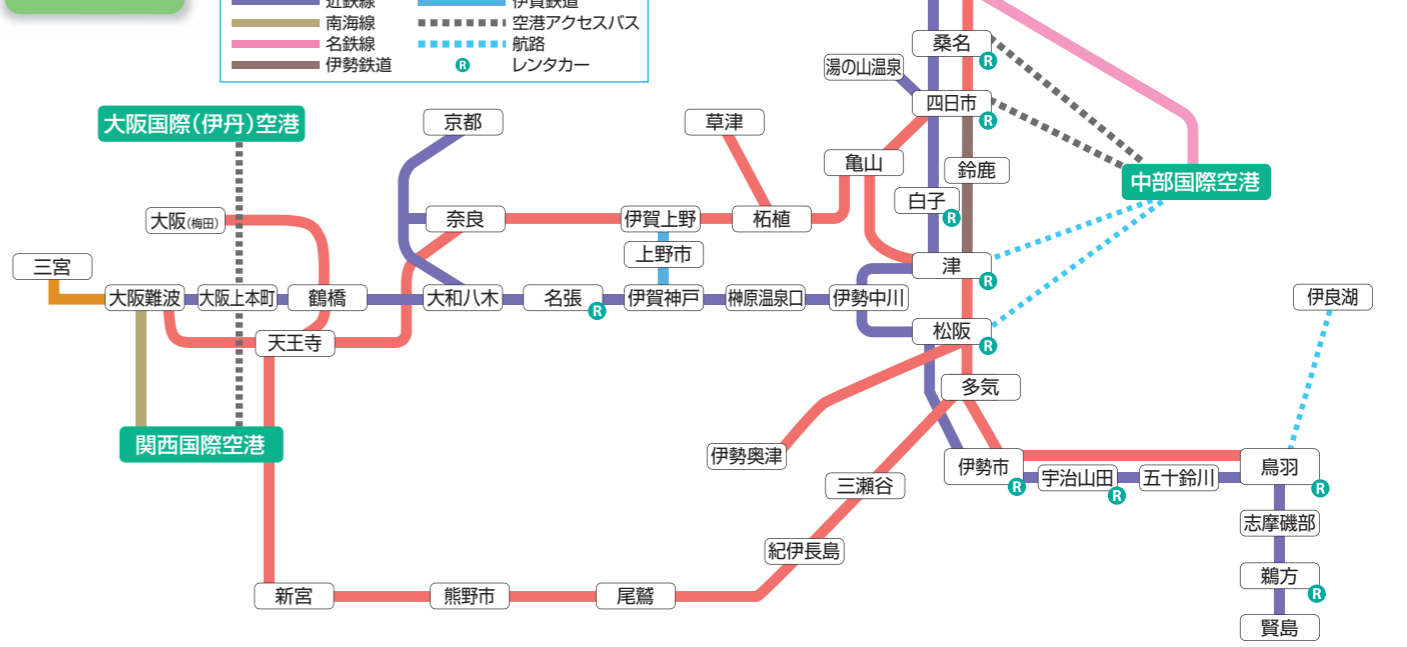 近鉄線
伊賀鉄道
南海線
空港アクセスバス
名鉄線
航路
伊勢鉄道
R
レンタカー
桑名
R
湯の山温泉
四日市
R
大阪国際(伊丹)空港
京都
草津
亀山
鈴鹿
中部国際空港
白子
R
大阪(梅田)
奈良
伊賀上野
柘植
上野市
三宮
津
R
大阪難波
大阪上本町
鶴橋
大和八木
名張
R
伊賀神戸
榊原温泉口
伊勢中川
伊良湖
天王寺
松阪
R
多気
関西国際空港
伊勢奥津
伊勢市
R
宇治山田
R
五十鈴川
鳥羽
R
三瀬谷
志摩磯部
紀伊長島
鵜方
R
新宮
熊野市
尾鷲
賢島